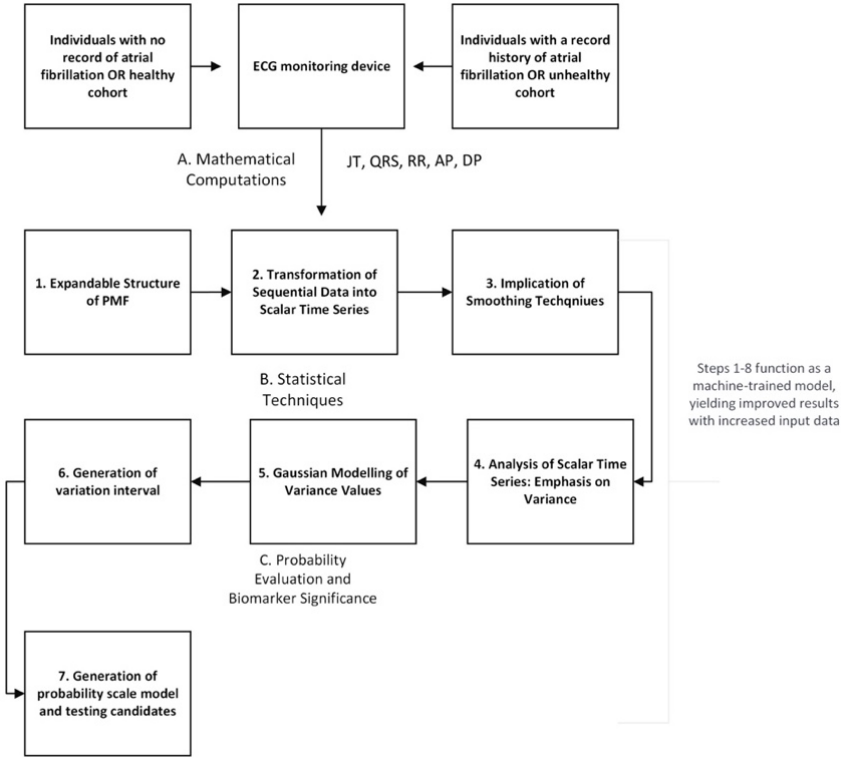 Individuals with no
record of atrial
fibrillation OR healthy
cohort
ECG monitoring device
Individuals with a record
history of atrial
fibrillation OR unhealthy
cohort
A. Mathematical
Computations
JT, QRS, RR, AP, DP
1. Expandable Structure
of PMF
2. Transformation of
Sequential Data into
Scalar Time Series
3. Implication of
Smoothing Techqniues
B. Statistical
Techniques
Steps 1-8 function as a
machine-trained model,
yielding improved results
with increased input data
6. Generation of
variation interval
5. Gaussian Modelling of
Variance Values
4. Analysis of Scalar Time
Series: Emphasis on
Variance
C. Probability
Evaluation and
Biomarker Significance
7. Generation of
probability scale model
and testing candidates